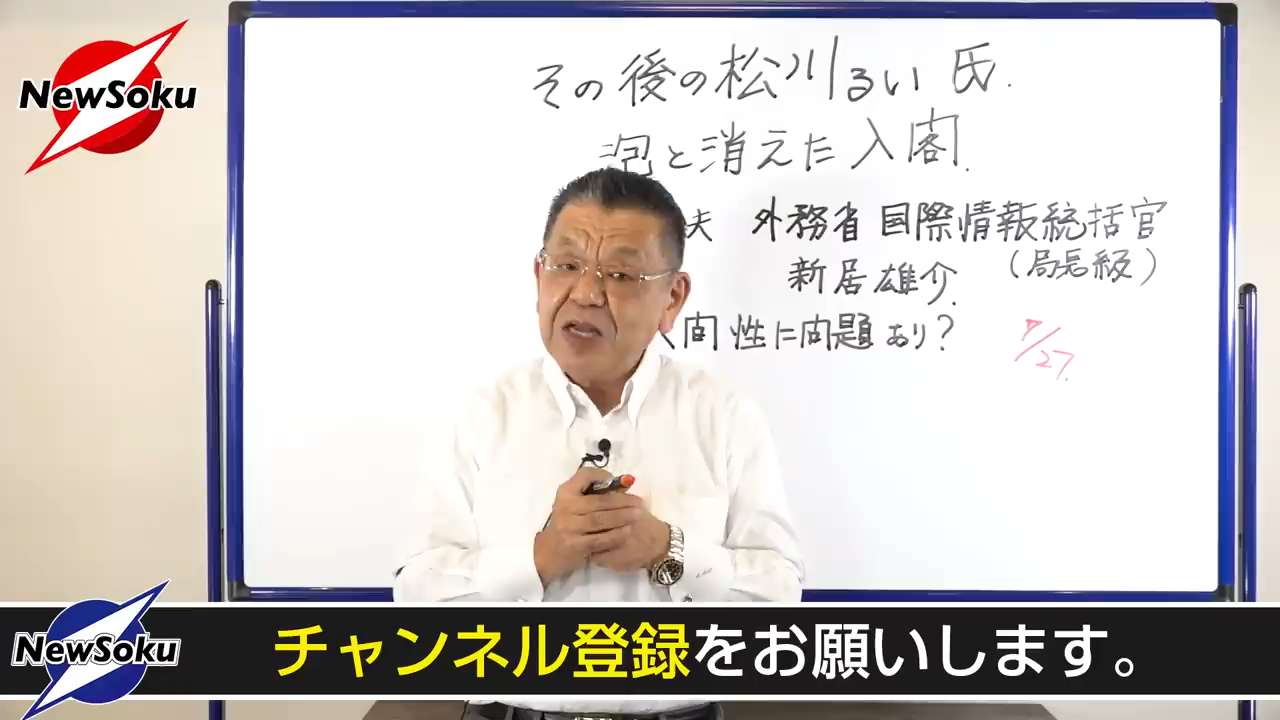 NewSoku
その後の松川るい氏.
泡と消えた入閣.
夫 外務省 国際情報統括官
新居雄介. (局長級)
人間性に問題あり?
7/27.
NewSoku
チャンネル登録をお願いします。